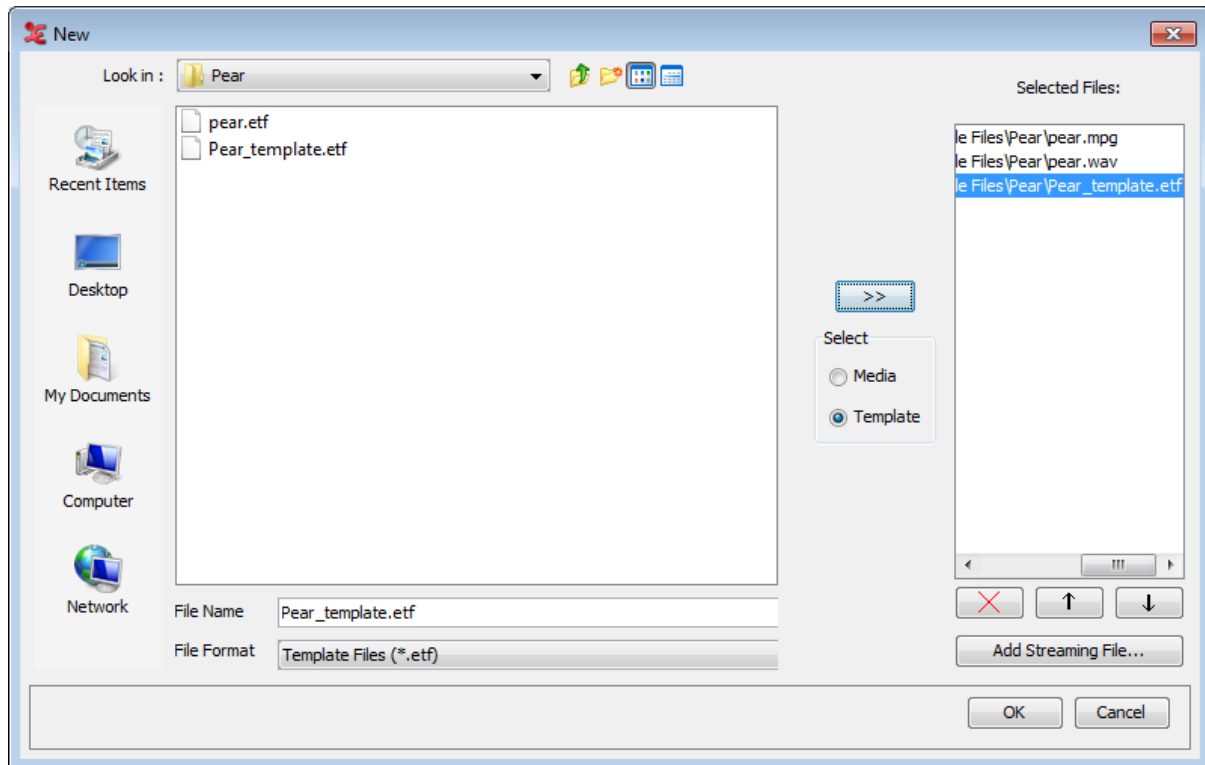 New
Look in :
Pear
Selected Files:
pear.etf
Pear_template.etf
le Files\Pear\pear.mpg
le Files\Pear\pear.wav
le Files\Pear\Pear_template.etf
Recent Items
Desktop
My Documents
Computer
Network
>>
Select
Media
Template
File Name
Pear_template.etf
File Format
Template Files (*.etf)
Add Streaming File...
OK
Cancel